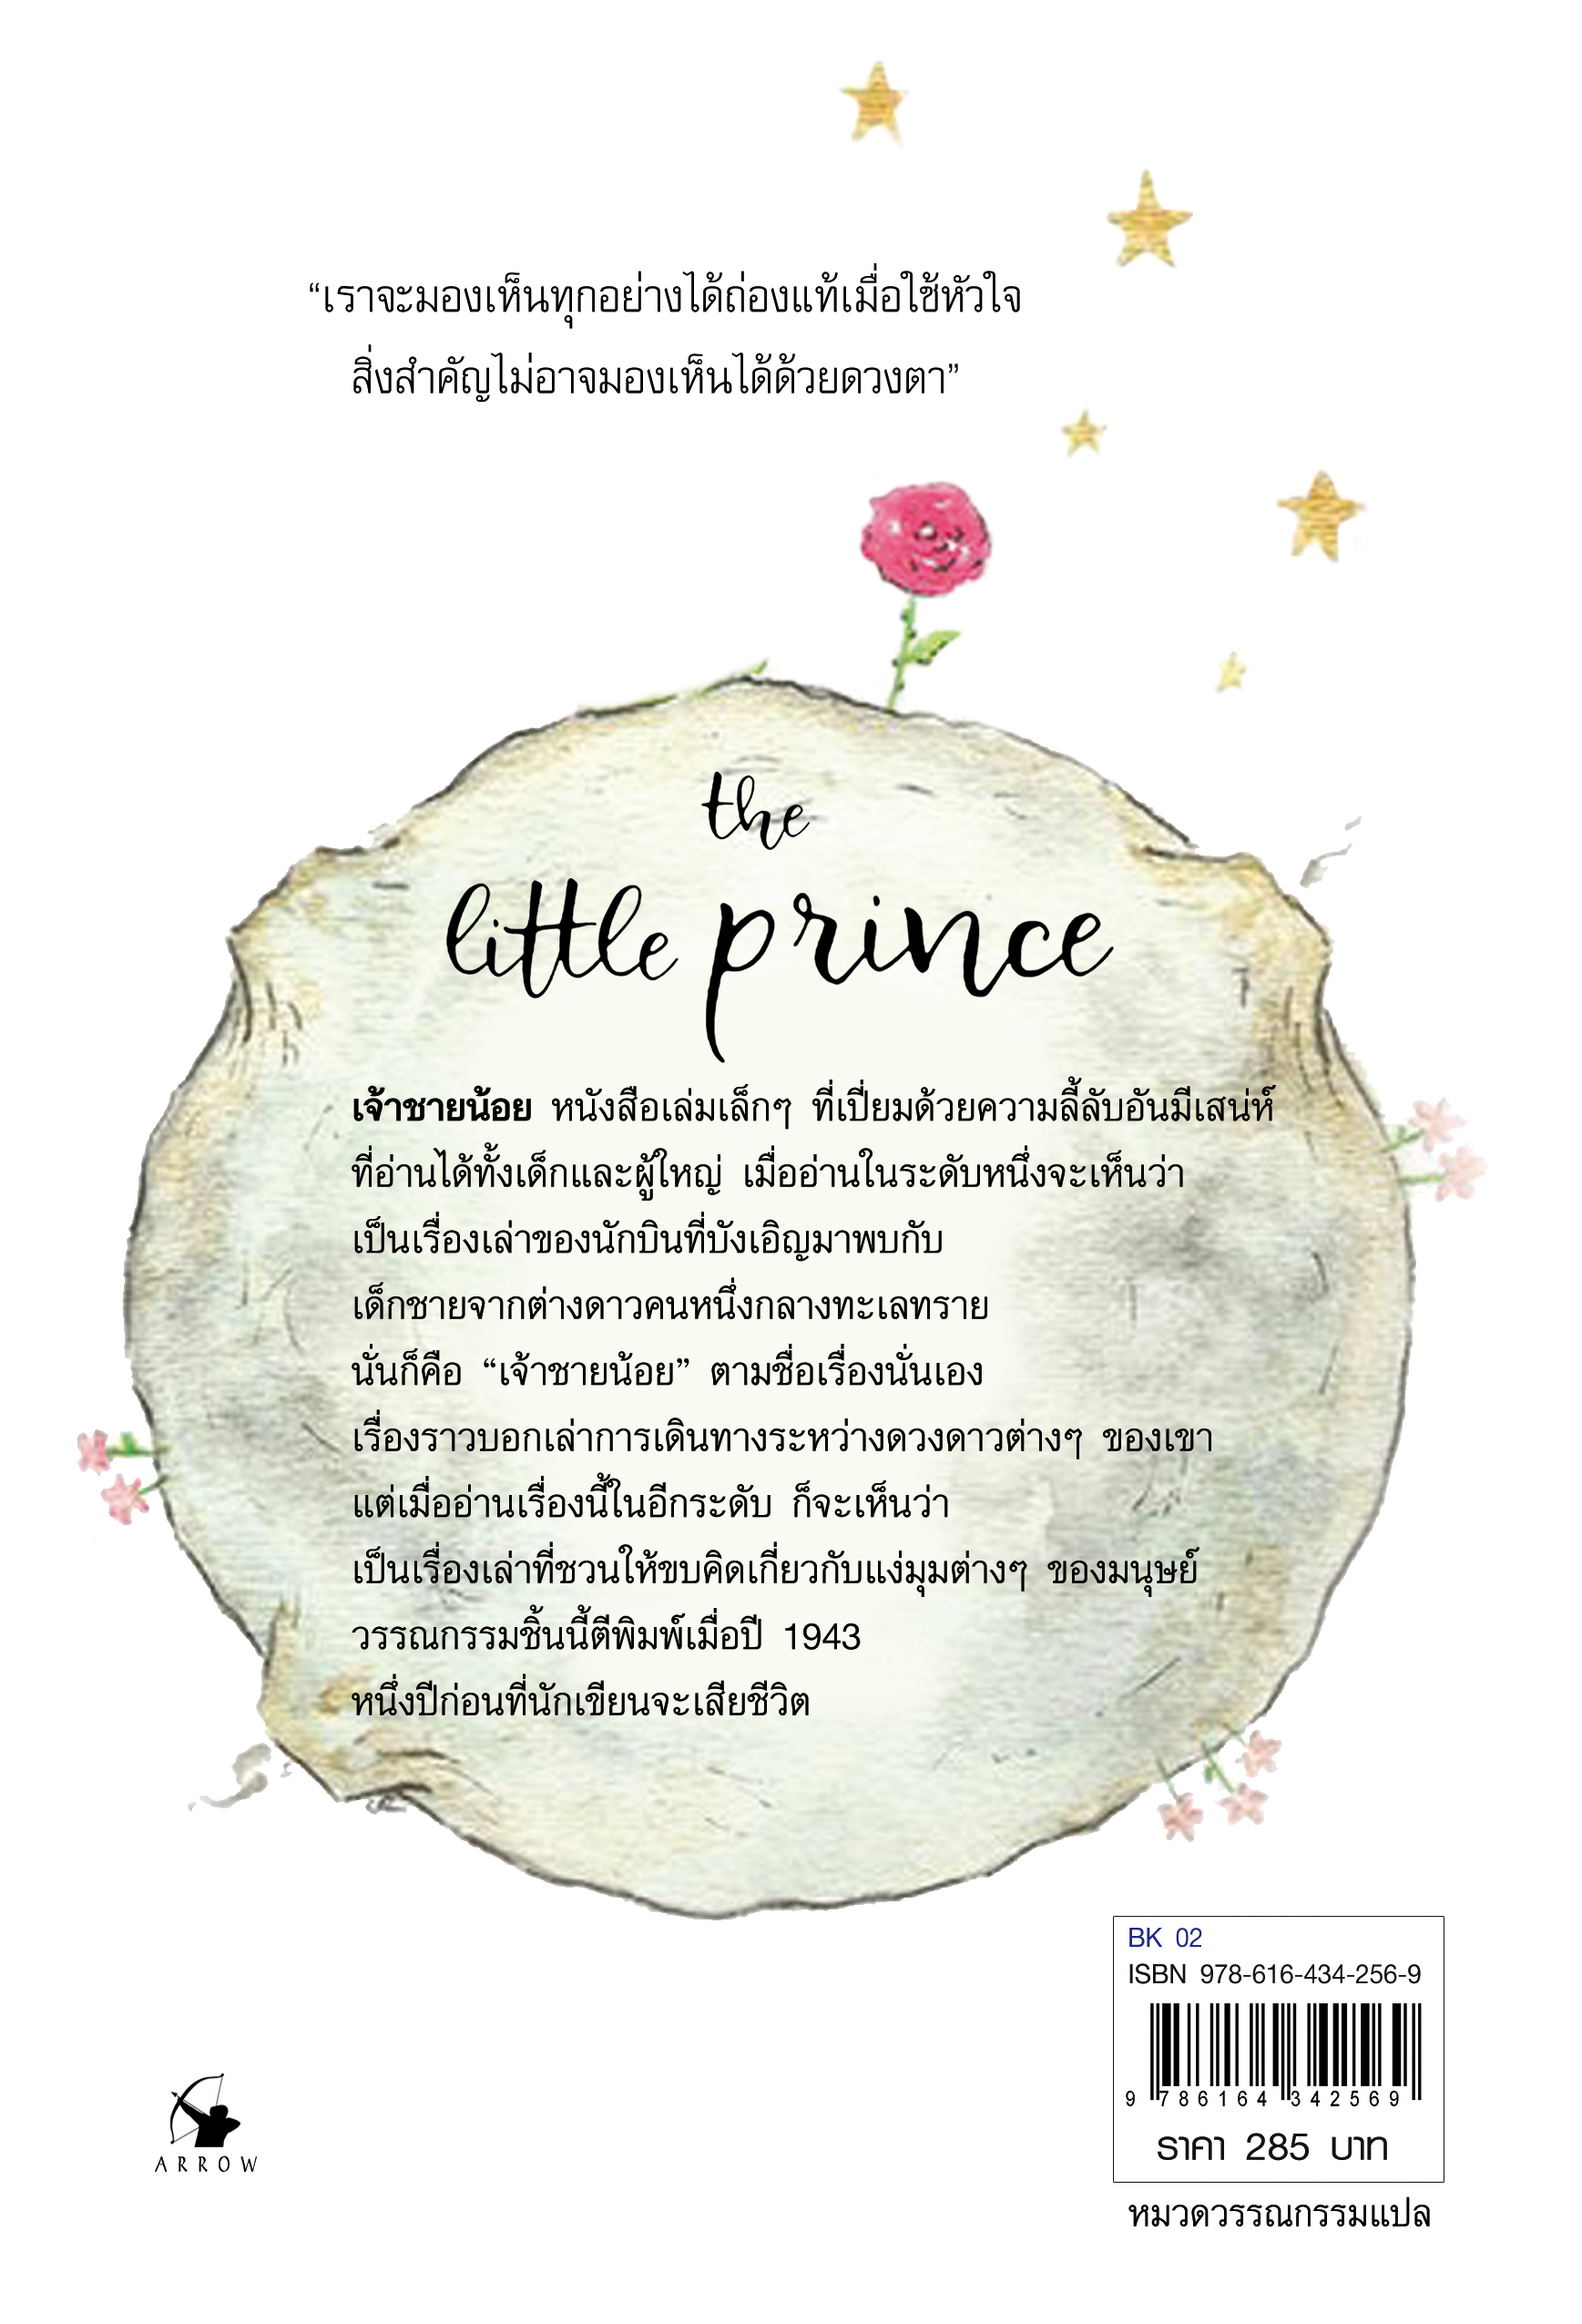 “เราจะมองเห็นทุกอย่างได้ถ่องแท้เมื่อใช้หัวใจ
สิ่งสำคัญไม่อาจมองเห็นได้ด้วยดวงตา”
the
little prince
เจ้าชายน้อย หนังสือเล่มเล็กๆ ที่เปี่ยมด้วยความลี้ลับอันมีเสน่ห์
ที่อ่านได้ทั้งเด็กและผู้ใหญ่ เมื่ออ่านในระดับหนึ่งจะเห็นว่า
เป็นเรื่องเล่าของนักบินที่บังเอิญมาพบกับ
เด็กชายจากต่างดาวคนหนึ่งกลางทะเลทราย
นั่นก็คือ “เจ้าชายน้อย” ตามชื่อเรื่องนั่นเอง
เรื่องราวบอกเล่าการเดินทางระหว่างดวงดาวต่างๆ ของเขา
แต่เมื่ออ่านเรื่องนี้ในอีกระดับ ก็จะเห็นว่า
เป็นเรื่องเล่าที่ชวนให้ขบคิดเกี่ยวกับแง่มุมต่างๆ ของมนุษย์
วรรณกรรมชิ้นนี้ตีพิมพ์เมื่อปี 1943
หนึ่งปีก่อนที่นักเขียนจะเสียชีวิต
BK 02
ISBN 978-616-434-256-9
9 786164 342569
ราคา 285 บาท
หมวดวรรณกรรมแปล
ARROW